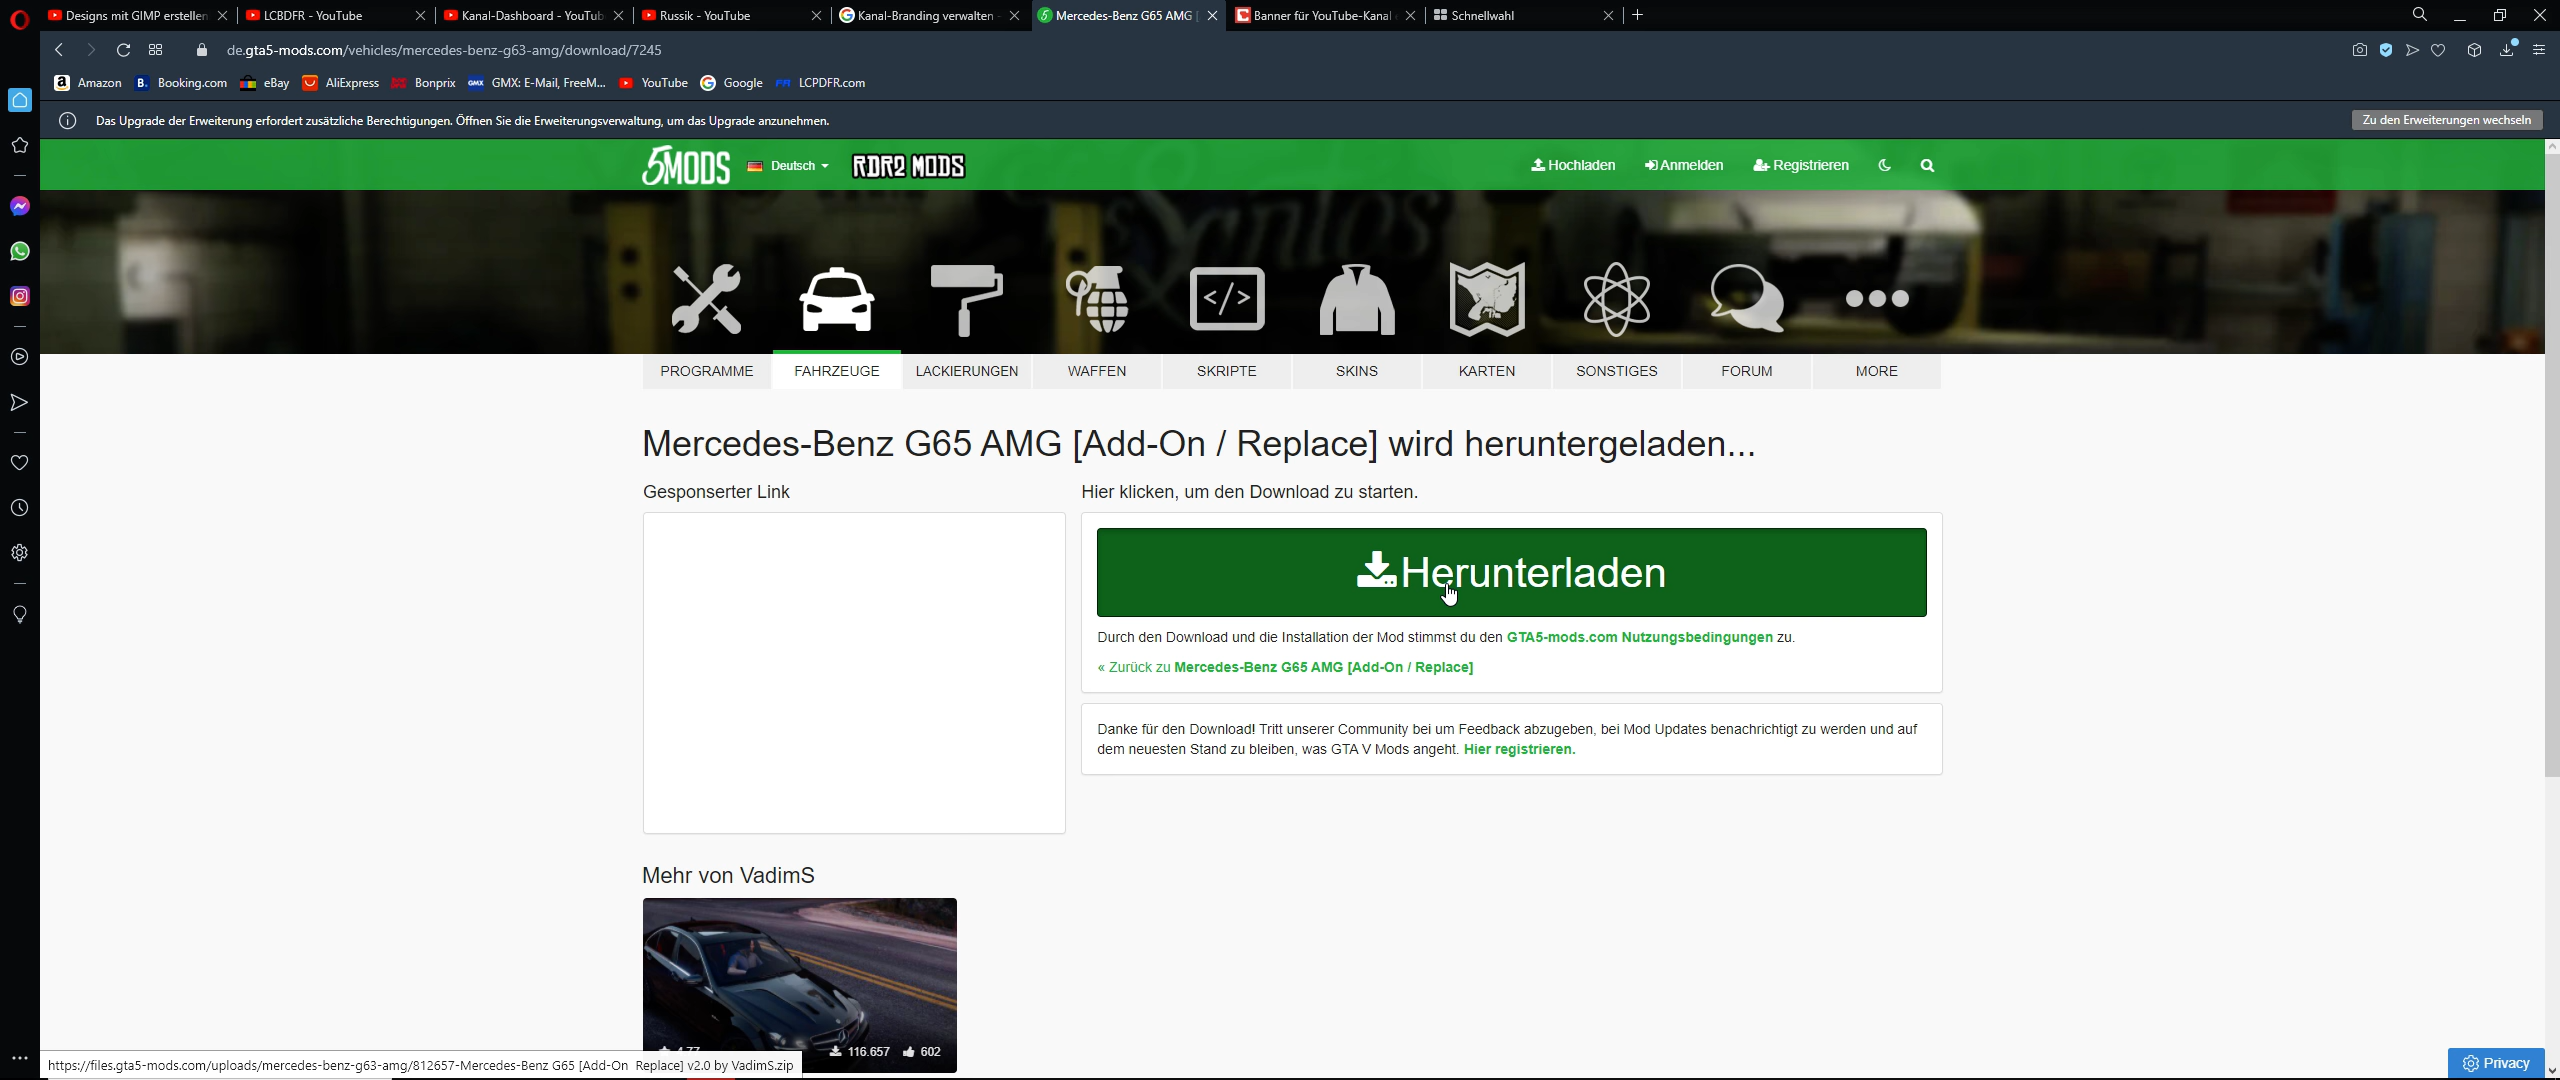 Designs mit GIMP erstellen
LCBDFR - YouTube
Kanal-Dashboard - YouTub
Russik - YouTube
Kanal-Branding verwalten -
Mercedes-Benz G65 AMG [
Banner für YouTube-Kanal
Schnellwahl
de.gta5-mods.com/vehicles/mercedes-benz-g63-amg/download/7245
Amazon
Booking.com
eBay
AliExpress
Bonprix
GMX: E-Mail, FreeM...
YouTube
Google
LCPDFR.com
Das Upgrade der Erweiterung erfordert zusätzliche Berechtigungen. Öffnen Sie die Erweiterungsverwaltung, um das Upgrade anzunehmen.
Zu den Erweiterungen wechseln
5MODS
Deutsch
RDR2 MODS
Hochladen
Anmelden
Registrieren
Santos
PROGRAMME
FAHRZEUGE
LACKIERUNGEN
WAFFEN
SKRIPTE
SKINS
KARTEN
SONSTIGES
FORUM
MORE
Mercedes-Benz G65 AMG [Add-On / Replace] wird heruntergeladen...
Gesponserter Link
Hier klicken, um den Download zu starten.
Herunterladen
Durch den Download und die Installation der Mod stimmst du den GTA5-mods.com Nutzungsbedingungen zu.
« Zurück zu Mercedes-Benz G65 AMG [Add-On / Replace]
Danke für den Download! Tritt unserer Community bei um Feedback abzugeben, bei Mod Updates benachrichtigt zu werden und auf
dem neuesten Stand zu bleiben, was GTA V Mods angeht. Hier registrieren.
Mehr von VadimS
116.657
602
https://files.gta5-mods.com/uploads/mercedes-benz-g63-amg/812657-Mercedes-Benz G65 [Add-On Replace] v2.0 by VadimS.zip
Privacy